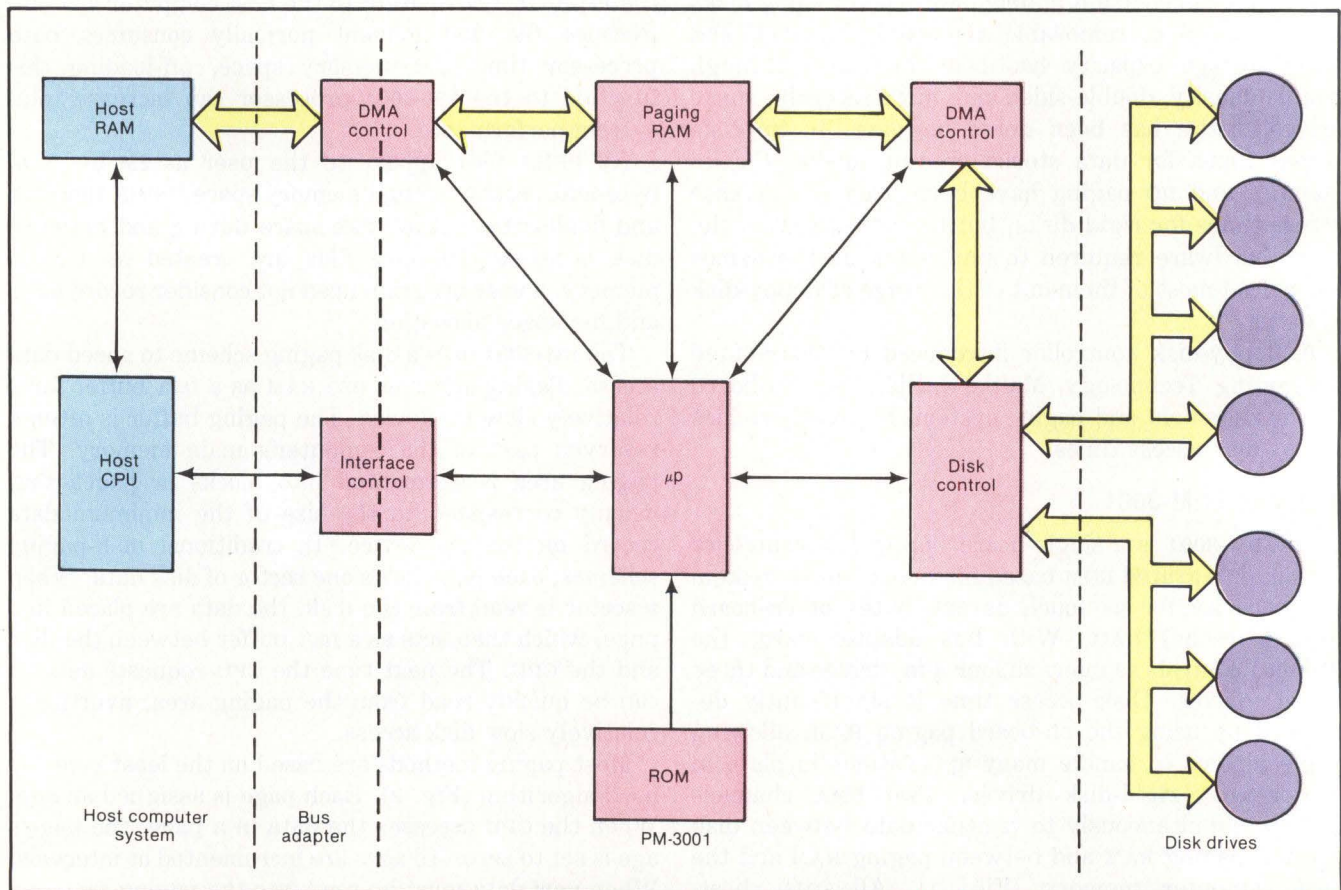 Host
RAM
DMA
control
Paging
RAM
DMA
control
Host
CPU
Interface
control
μp
Disk
control
ROM
Host computer
system
Bus
adapter
PM-3001
Disk drives